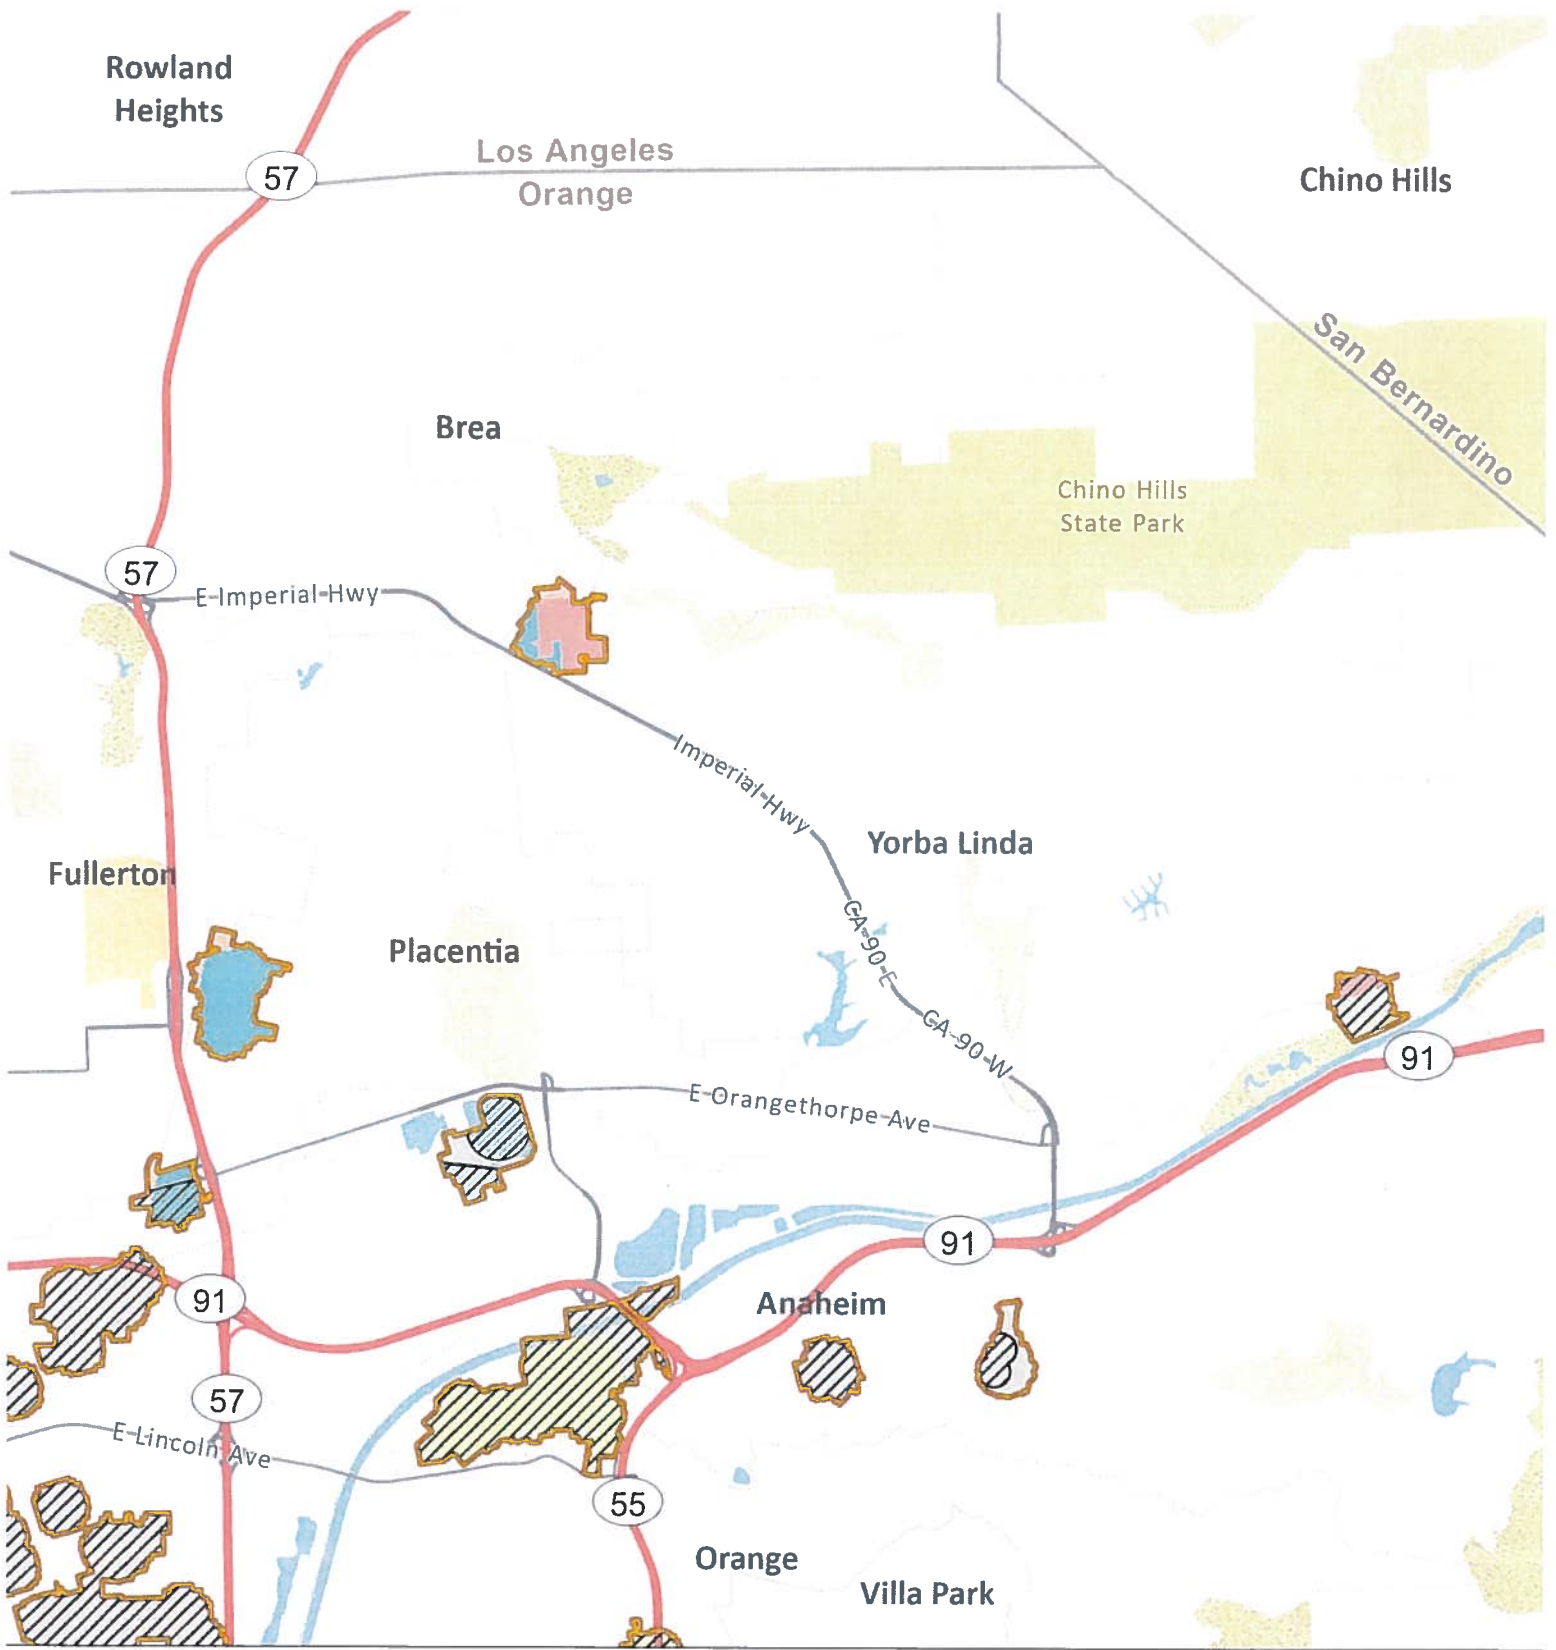 Rowland
Heights
57
Los Angeles
Orange
Chino Hills
San Bernardino
Brea
Chino Hills
State Park
57
E Imperial Hwy
Imperial Hwy
Yorba Linda
Fullerton
CA-90-E
Placentia
CA-90-W
91
E Orangethorpe Ave
91
91
Anaheim
57
E Lincoln Ave
55
Orange
Villa Park